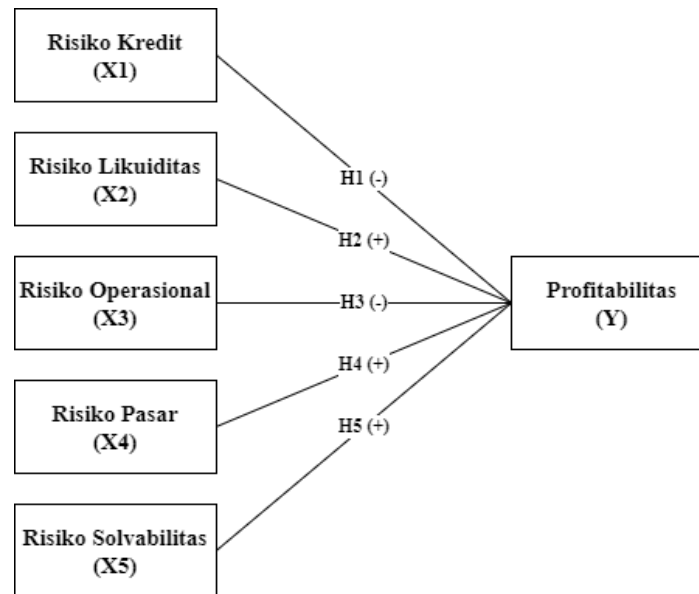 Risiko Kredit
(X1)
Risiko Likuiditas
(X2)
Risiko Operasional
(X3)
Risiko Pasar
(X4)
Risiko Solvabilitas
(X5)
H1 (-)
H2 (+)
H3 (-)
H4 (+)
H5 (+)
Profitabilitas
(Y)